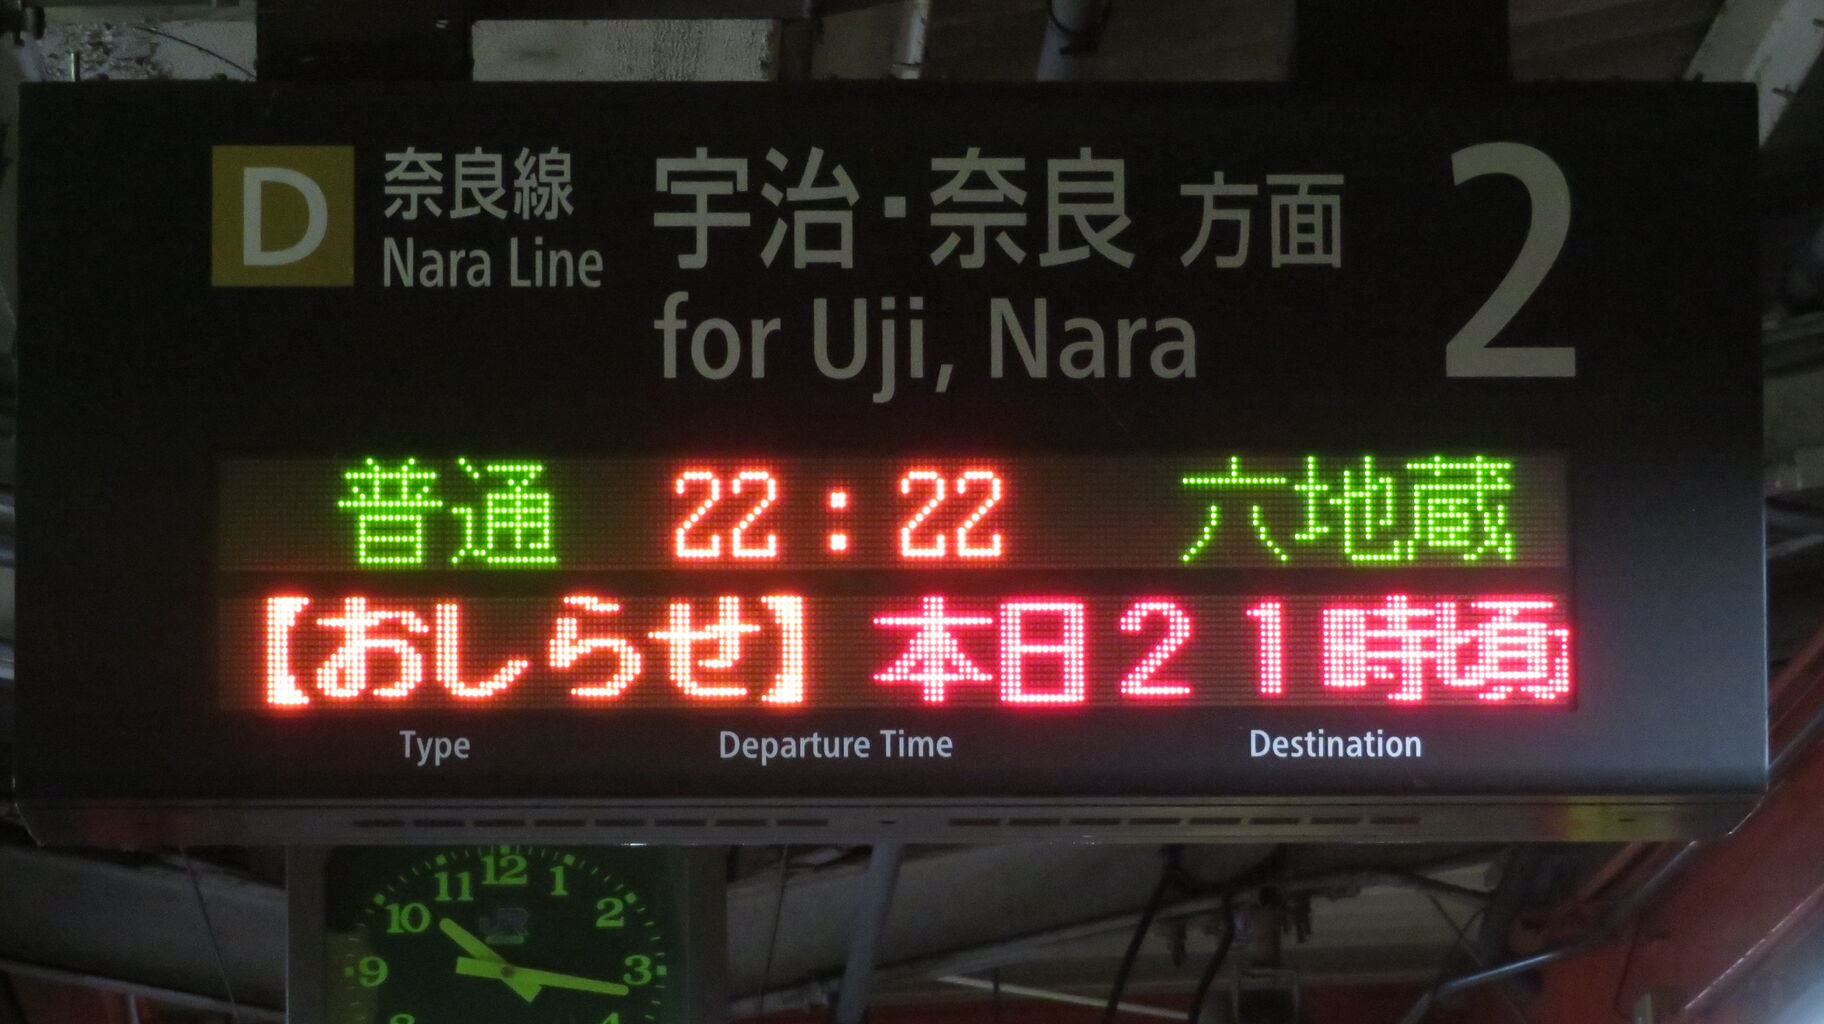 D 奈良線 宇治・奈良 方面 2
Nara Line for Uji, Nara
普通 22:22 六地蔵
【おしらせ】本日21時頃
Type Departure Time Destination
12
11 1
10 2
JR
9 3